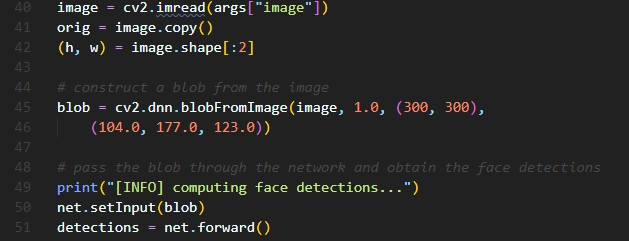 40 image = cv2.imread(args["image"])
41 orig = image.copy()
42 (h, w) = image.shape[:2]
43
44 # construct a blob from the image
45 blob = cv2.dnn.blobFromImage(image, 1.0, (300, 300),
46     (104.0, 177.0, 123.0))
47
48 # pass the blob through the network and obtain the face detections
49 print("[INFO] computing face detections...")
50 net.setInput(blob)
51 detections = net.forward()